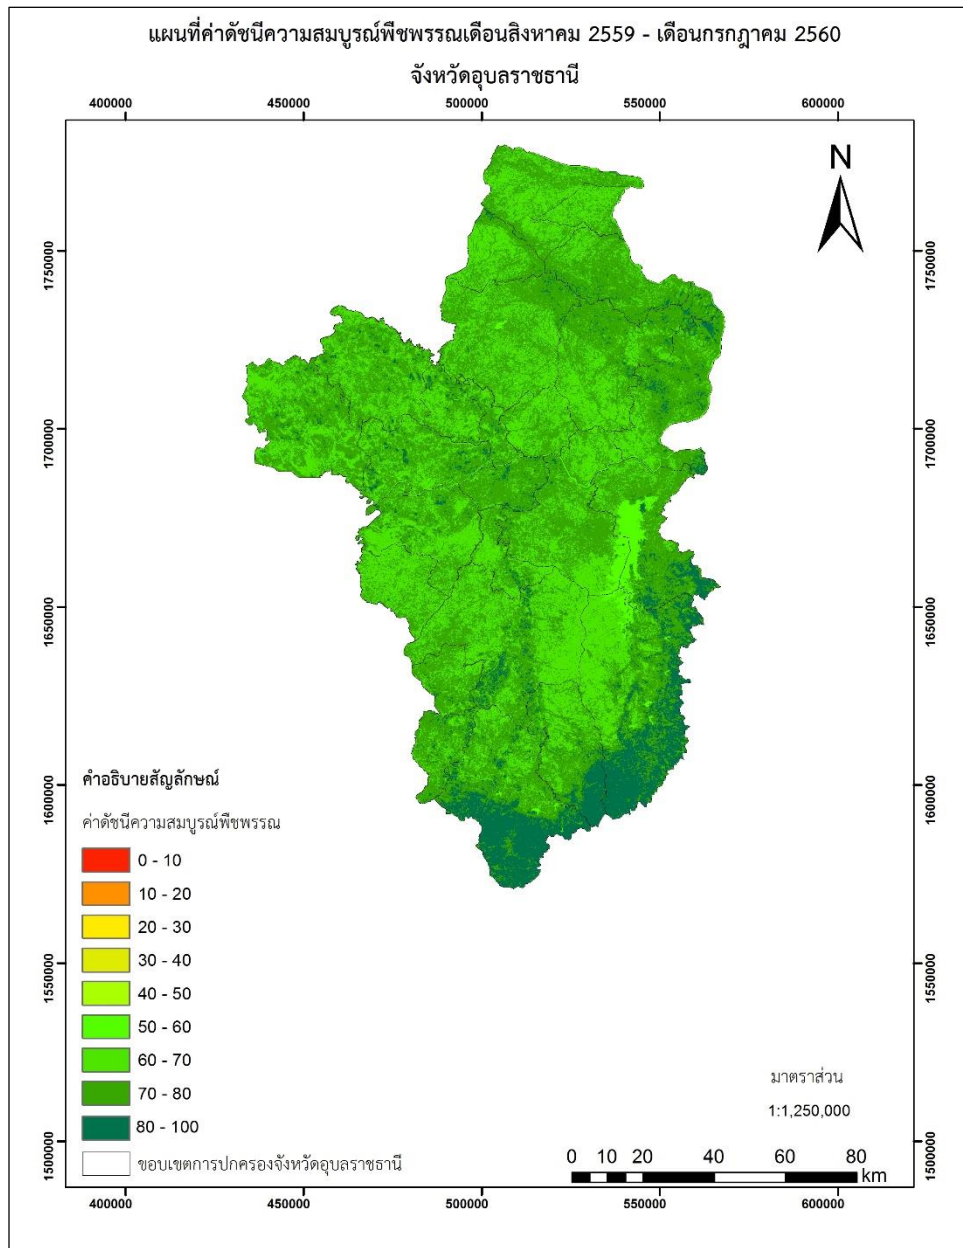 แผนที่ค่าดัชนีความสมบูรณ์พืชพรรณเดือนสิงหาคม 2559 - เดือนกรกฎาคม 2560
จังหวัดอุบลราชธานี
400000 450000 500000 550000 600000
N
1750000 1750000
1700000 1700000
1650000 1650000
1600000 1600000
1550000 1550000
1500000 1500000
คำอธิบายสัญลักษณ์
ค่าดัชนีความสมบูรณ์พืชพรรณ
0 - 10
10 - 20
20 - 30
30 - 40
40 - 50
50 - 60
60 - 70
70 - 80
80 - 100
ขอบเขตการปกครองจังหวัดอุบลราชธานี
มาตราส่วน
1:1,250,000
0 10 20 40 60 80
km
400000 450000 500000 550000 600000